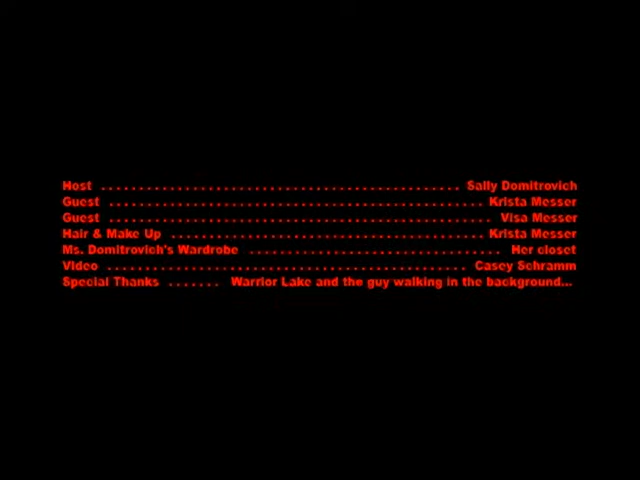 Host ............................................... Sally Domitrovich
Guest ................................................. Krista Messer
Guest .................................................. Visa Messer
Hair & Make Up ......................................... Krista Messer
Ms. Domitrovich's Wardrobe ................................. Her closet
Video ............................................... Casey Schramm
Special Thanks ....... Warrior Lake and the guy walking in the background...